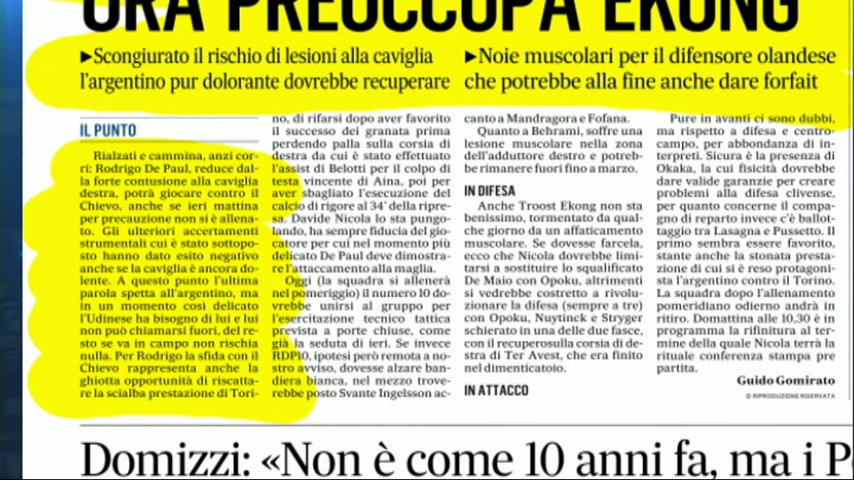 ORA PREOCCUPA EKONG
▶Scongiurato il rischio di lesioni alla caviglia
l'argentino pur dolorante dovrebbe recuperare
▶Noie muscolari per il difensore olandese
che potrebbe alla fine anche dare forfait
IL PUNTO
Rialzati e cammina, anzi cor-
ri: Rodrigo De Paul, reduce dal-
la forte contusione alla caviglia
destra, potrà giocare contro il
Chievo, anche se ieri mattina
per precauzione non si è allena-
to. Gli ulteriori accertamenti
strumentali cui è stato sottopo-
sto hanno dato esito negativo
anche se la caviglia è ancora do-
lente. A questo punto l'ultima
parola spetta all'argentino, ma
in un momento così delicato
l'Udinese ha bisogno di lui e lui
non può chiamarsi fuori, del re-
sto se va in campo non rischia
nulla. Per Rodrigo la sfida con il
Chievo rappresenta anche la
ghiotta opportunità di riscatta-
re la scialba prestazione di Tori-
no, di rifarsi dopo aver favorito
il successo dei granata prima
perdendo palla sulla corsia di
destra da cui è stato effettuato
l'assist di Belotti per il colpo di
testa vincente di Aina, poi per
aver sbagliato l'esecuzione del
calcio di rigore al 34' della ripre-
sa. Davide Nicola lo sta pungo-
lando, ha sempre fiducia del gio-
catore per cui nel momento più
delicato De Paul deve dimostra-
re l'attaccamento alla maglia.
Oggi (la squadra si allenerà
nel pomeriggio) il numero 10 do-
vrebbe unirsi al gruppo per
l'esercitazione tecnico tattica
prevista a porte chiuse, come
già la seduta di ieri. Se invece
RDP10, ipotesi però remota a no-
stro avviso, dovesse alzare ban-
diera bianca, nel mezzo trove-
rebbe posto Svante Ingelsson ac-
canto a Mandragora e Fofana.
Quanto a Behrami, soffre una
lesione muscolare nella zona
dell'adduttore destro e potreb-
be rimanere fuori fino a marzo.
IN DIFESA
Anche Troost Ekong non sta
benissimo, tormentato da qual-
che giorno da un affaticamento
muscolare. Se dovesse farcela,
ecco che Nicola dovrebbe limi-
tarsi a sostituire lo squalificato
De Maio con Opoku, altrimenti
si vedrebbe costretto a rivolu-
zionare la difesa (sempre a tre)
con Opoku, Nuytinck e Stryger
schierato in una delle due fasce,
con il recuperosulla corsia di de-
stra di Ter Avest, che era finito
nel dimenticatoio.
IN ATTACCO
Pure in avanti ci sono dubbi,
ma rispetto a difesa e centro-
campo, per abbondanza di in-
terpreti. Sicura è la presenza di
Okaka, la cui fisicità dovrebbe
dare valide garanzie per creare
problemi alla difesa clivense,
per quanto concerne il compa-
gno di reparto invece c'è ballot-
taggio tra Lasagna e Pussetto. Il
primo sembra essere favorito,
stante anche la stonata presta-
zione di cui si è reso protagoni-
sta l'argentino contro il Torino.
La squadra dopo l'allenamento
pomeridiano odierno andrà in
ritiro. Domattina alle 10,30 è in
programma la rifinitura al ter-
mine della quale Nicola terrà la
rituale conferenza stampa pre
partita.
Guido Gomirato
© RIPRODUZIONE RISERVATA
Domizzi: «Non è come 10 anni fa, ma i P